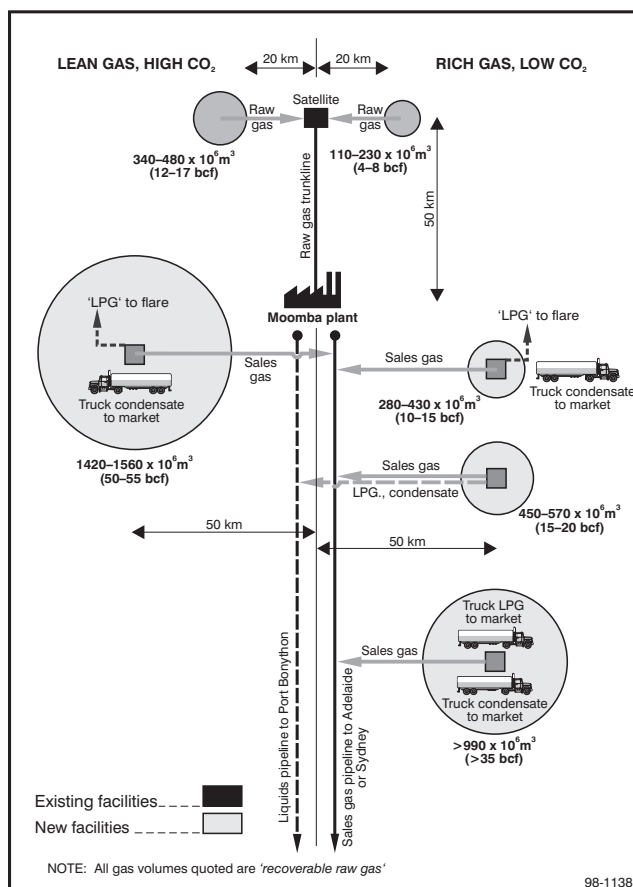 LEAN GAS, HIGH CO₂
20 km
20 km
RICH GAS, LOW CO₂
Satellite
Raw
gas
Raw
gas
340–480 x 10⁶m³
(12–17 bcf)
110–230 x 10⁶m³
(4–8 bcf)
Raw gas trunkline
50 km
Moomba plant
'LPG' to flare
Sales
gas
Truck condensate
to market
1420–1560 x 10⁶m³
(50–55 bcf)
'LPG' to flare
Sales gas
Truck condensate
to market
280–430 x 10⁶m³
(10–15 bcf)
Sales gas
LPG., condensate
450–570 x 10⁶m³
(15–20 bcf)
50 km
50 km
Truck LPG
to market
Sales gas
Truck condensate
to market
>990 x 10⁶m³
(>35 bcf)
Liquids pipeline to Port Bonython
Sales gas pipeline to Adelaide
or Sydney
Existing facilities
New facilities
NOTE: All gas volumes quoted are 'recoverable raw gas'
98-1138